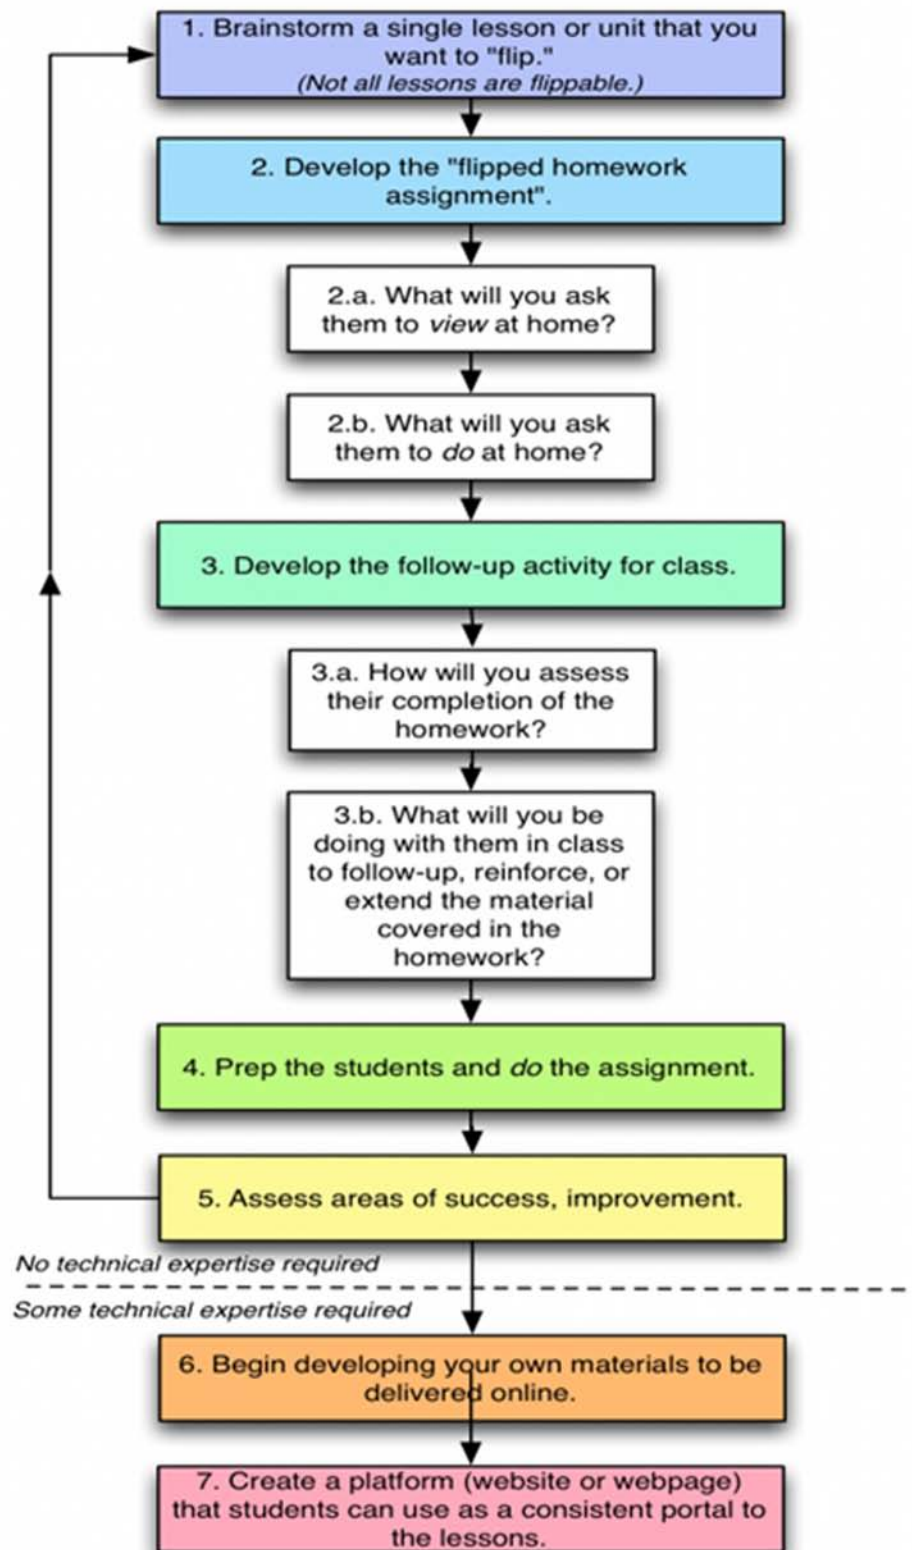 1. Brainstorm a single lesson or unit that you
want to "flip."
(Not all lessons are flippable.)
2. Develop the "flipped homework
assignment".
2.a. What will you ask
them to view at home?
2.b. What will you ask
them to do at home?
3. Develop the follow-up activity for class.
3.a. How will you assess
their completion of the
homework?
3.b. What will you be
doing with them in class
to follow-up, reinforce, or
extend the material
covered in the
homework?
4. Prep the students and do the assignment.
5. Assess areas of success, improvement.
No technical expertise required
Some technical expertise required
6. Begin developing your own materials to be
delivered online.
7. Create a platform (website or webpage)
that students can use as a consistent portal to
the lessons.